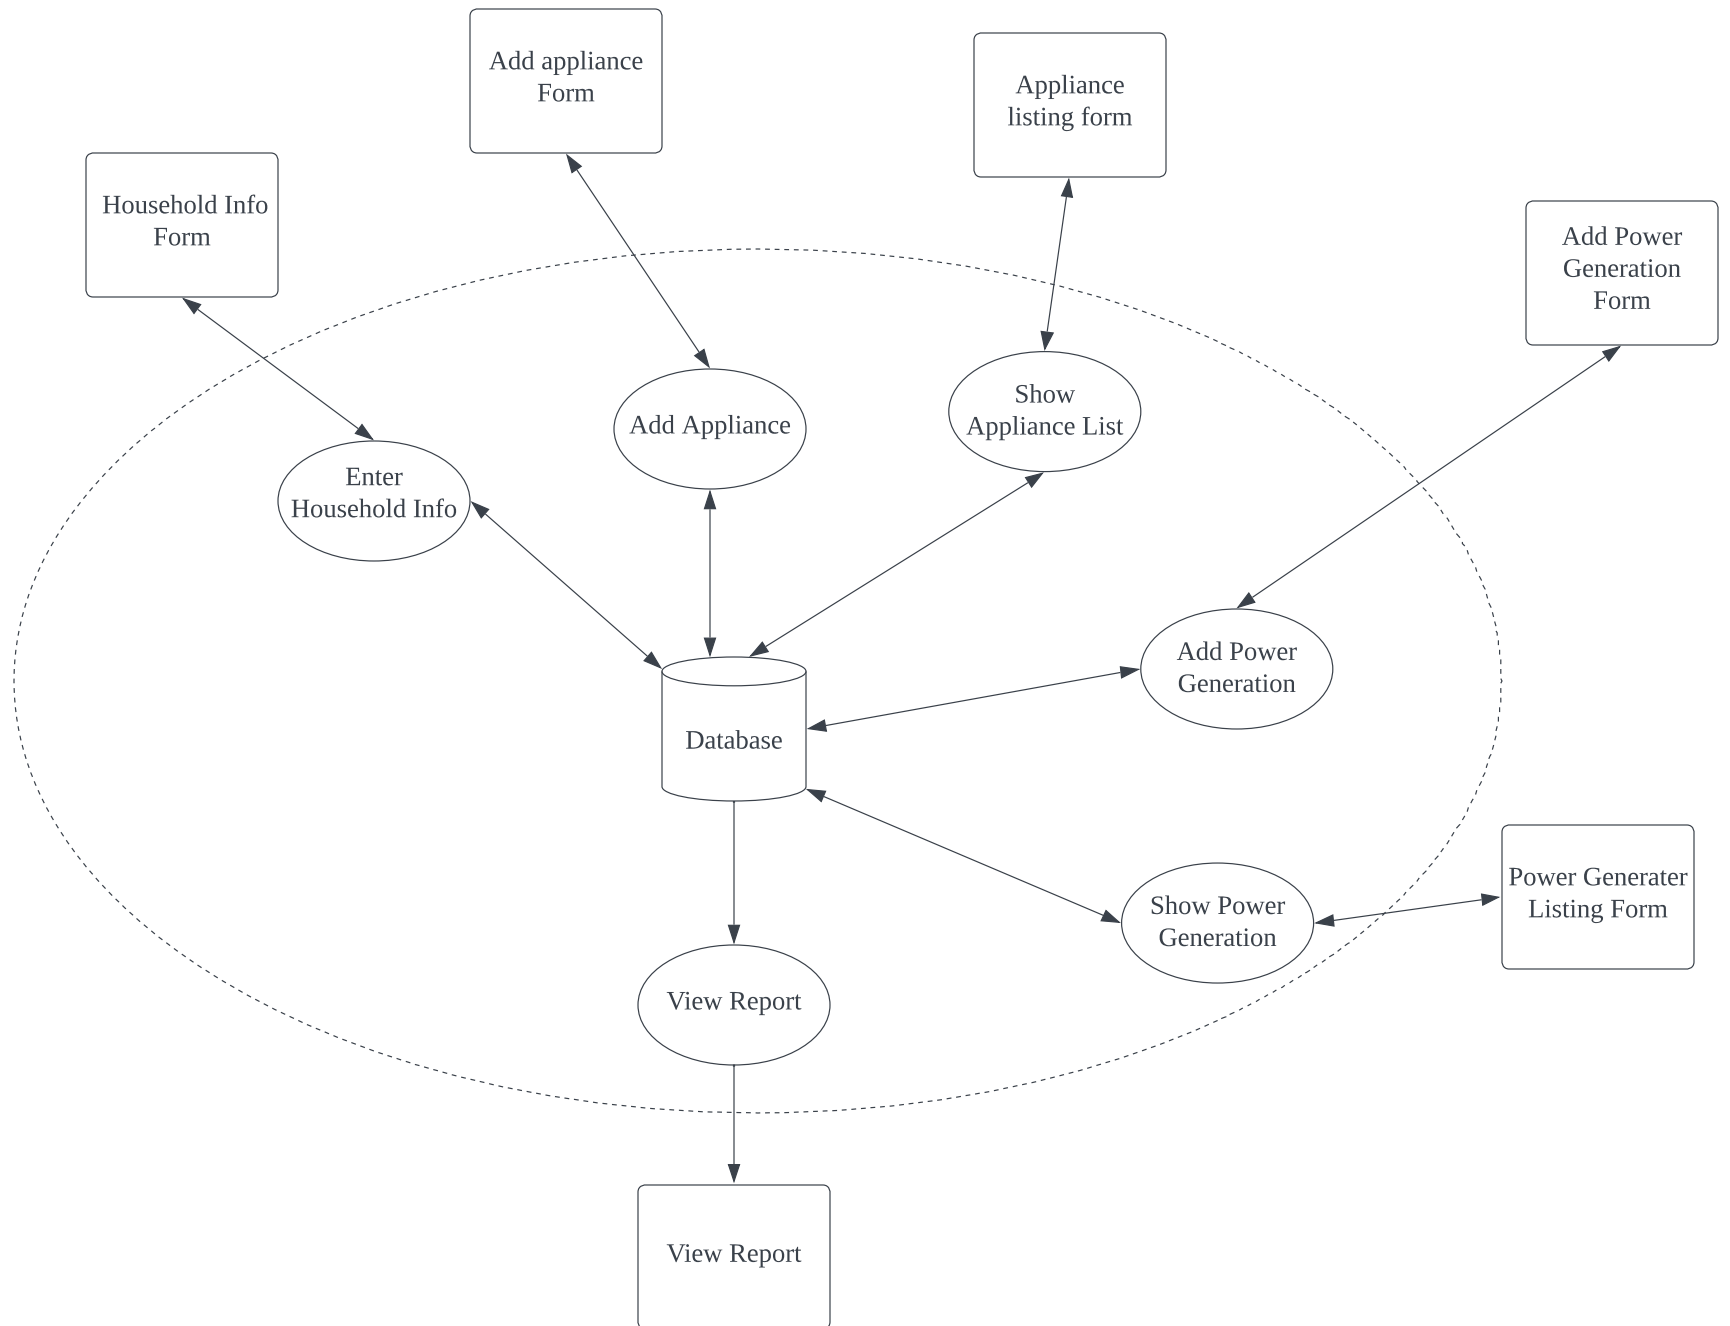 Add appliance
Form
Appliance
listing form
Household Info
Form
Add Power
Generation
Form
Show
Appliance List
Add Appliance
Enter
Household Info
Add Power
Generation
Database
Power Generater
Listing Form
Show Power
Generation
View Report
View Report